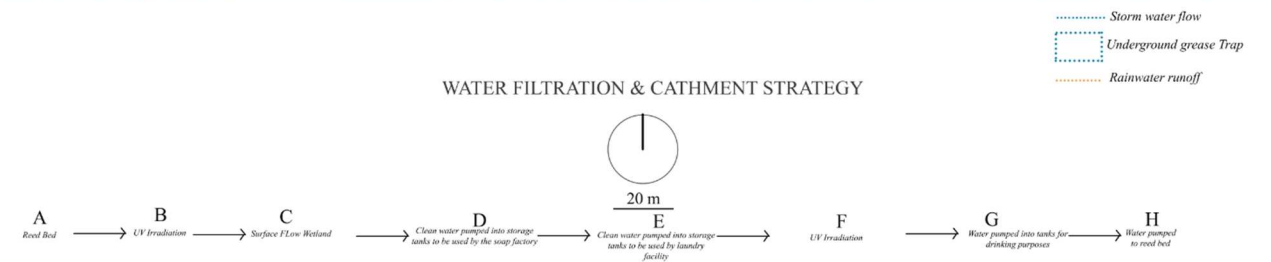 Storm water flow
Underground grease Trap
Rainwater runoff
WATER FILTRATION & CATHMENT STRATEGY
20 m
A
Reed Bed
B
UV Irradiation
C
Surface FLow Wetland
D
Clean water pumped into storage
tanks to be used by the soap factory
E
Clean water pumped into storage
tanks to be used by laundry
facility
F
UV Irradiation
G
Water pumped into tanks for
drinking purposes
H
Water pumped
to reed bed